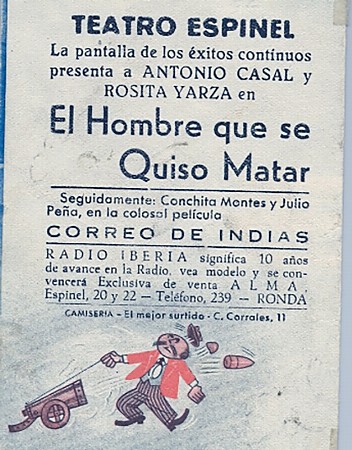 TEATRO ESPINEL
La pantalla de los éxitos contínuos
presenta a ANTONIO CASAL y
ROSITA YARZA en
El Hombre que se
Quiso Matar
Seguidamente: Conchita Montes y Julio
Peña, en la colosal película
CORREO DE INDIAS
RADIO IBERIA significa 10 años
de avance en la Radio. vea modelo y se con-
vencerá Exclusiva de venta ALMA.
Espinel, 20 y 22 — Teléfono, 239 — RONDA
CAMISERIA - El mejor surtido - C. Corrales, 11